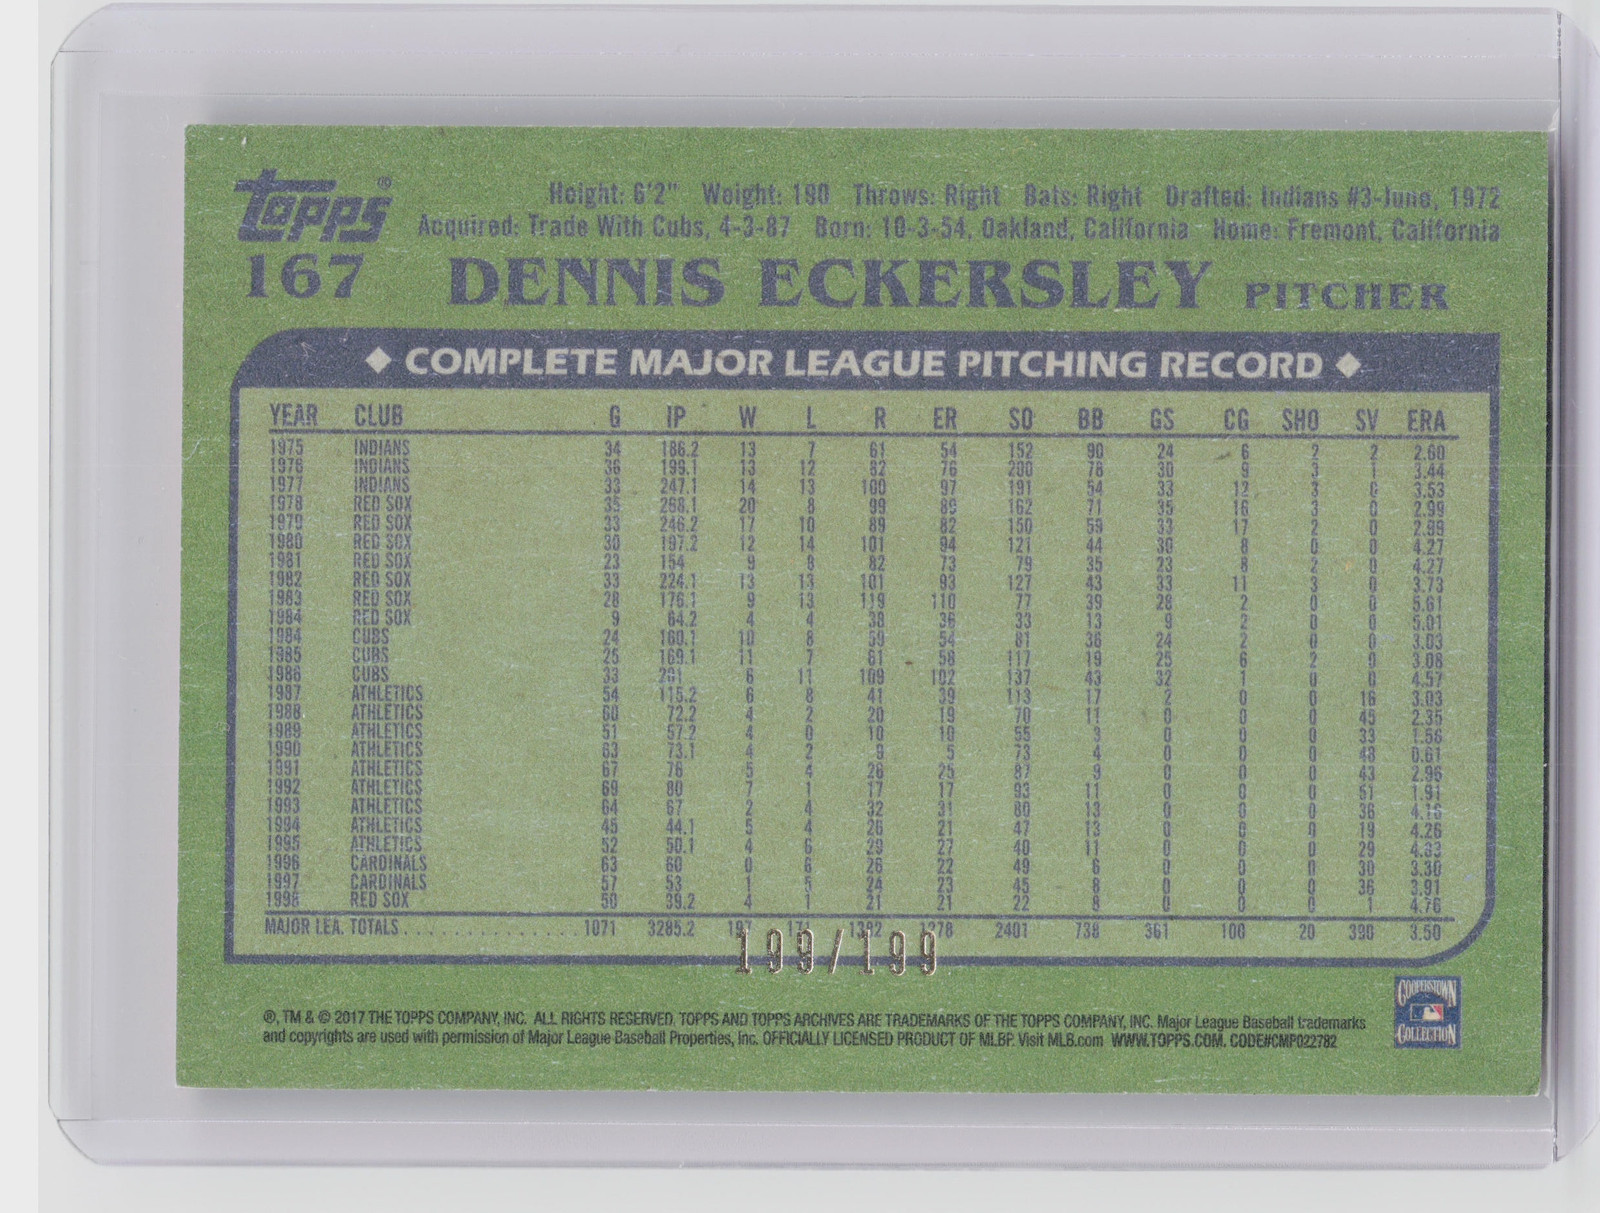 Topps®
Height: 6'2" Weight: 190 Throws: Right Bats: Right Drafted: Indians #3-June, 1972
Acquired: Trade With Cubs, 4-3-87 Born: 10-3-54, Oakland, California Home: Fremont, California
167 DENNIS ECKERSLEY PITCHER
◆ COMPLETE MAJOR LEAGUE PITCHING RECORD ◆
YEAR CLUB G IP W L R ER SO BB GS CG SHO SV ERA
1975 INDIANS 34 186.2 13 7 61 54 152 90 24 6 2 2 2.60
1976 INDIANS 36 199.1 13 12 82 76 200 78 30 9 3 1 3.44
1977 INDIANS 33 247.1 14 13 100 97 191 54 33 12 3 0 3.53
1978 RED SOX 35 268.1 20 8 99 89 162 71 35 16 3 0 2.99
1979 RED SOX 33 246.2 17 10 89 82 150 59 33 17 2 0 2.99
1980 RED SOX 30 197.2 12 14 101 94 121 44 30 8 0 0 4.27
1981 RED SOX 23 154 9 8 82 73 79 35 23 8 2 0 4.27
1982 RED SOX 33 224.1 13 13 101 93 127 43 33 11 3 0 3.73
1983 RED SOX 28 176.1 9 13 119 110 77 39 28 2 0 0 5.61
1984 RED SOX 9 64.2 4 4 38 36 33 13 9 2 0 0 5.01
1984 CUBS 24 160.1 10 8 59 54 81 36 24 2 0 0 3.03
1985 CUBS 25 169.1 11 7 61 58 117 19 25 6 2 0 3.08
1986 CUBS 33 201 6 11 109 102 137 43 32 1 0 0 4.57
1987 ATHLETICS 54 115.2 6 8 41 39 113 17 2 0 0 16 3.03
1988 ATHLETICS 60 72.2 4 2 20 19 70 11 0 0 0 45 2.35
1989 ATHLETICS 51 57.2 4 0 10 10 55 3 0 0 0 33 1.56
1990 ATHLETICS 63 73.1 4 2 9 5 73 4 0 0 0 48 0.61
1991 ATHLETICS 67 76 5 4 26 25 87 9 0 0 0 43 2.96
1992 ATHLETICS 69 80 7 1 17 17 93 11 0 0 0 51 1.91
1993 ATHLETICS 64 67 2 4 32 31 80 13 0 0 0 36 4.16
1994 ATHLETICS 45 44.1 5 4 26 21 47 13 0 0 0 19 4.26
1995 ATHLETICS 52 50.1 4 6 29 27 40 11 0 0 0 29 4.83
1996 CARDINALS 63 60 0 6 26 22 49 6 0 0 0 30 3.30
1997 CARDINALS 57 53 1 5 24 23 45 8 0 0 0 36 3.91
1998 RED SOX 50 39.2 4 1 21 21 22 8 0 0 0 1 4.76
MAJOR LEA. TOTALS. . . . . . . . . . . . . . . 1071 3285.2 197 171 1382 1278 2401 738 361 100 20 390 3.50
199/199
®, TM & © 2017 THE TOPPS COMPANY, INC. ALL RIGHTS RESERVED. TOPPS AND TOPPS ARCHIVES ARE TRADEMARKS OF THE TOPPS COMPANY, INC. Major League Baseball trademarks
and copyrights are used with permission of Major League Baseball Properties, Inc. OFFICIALLY LICENSED PRODUCT OF MLBP. Visit MLB.com WWW.TOPPS.COM. CODE#CMP022782
COOPERSTOWN
COLLECTION